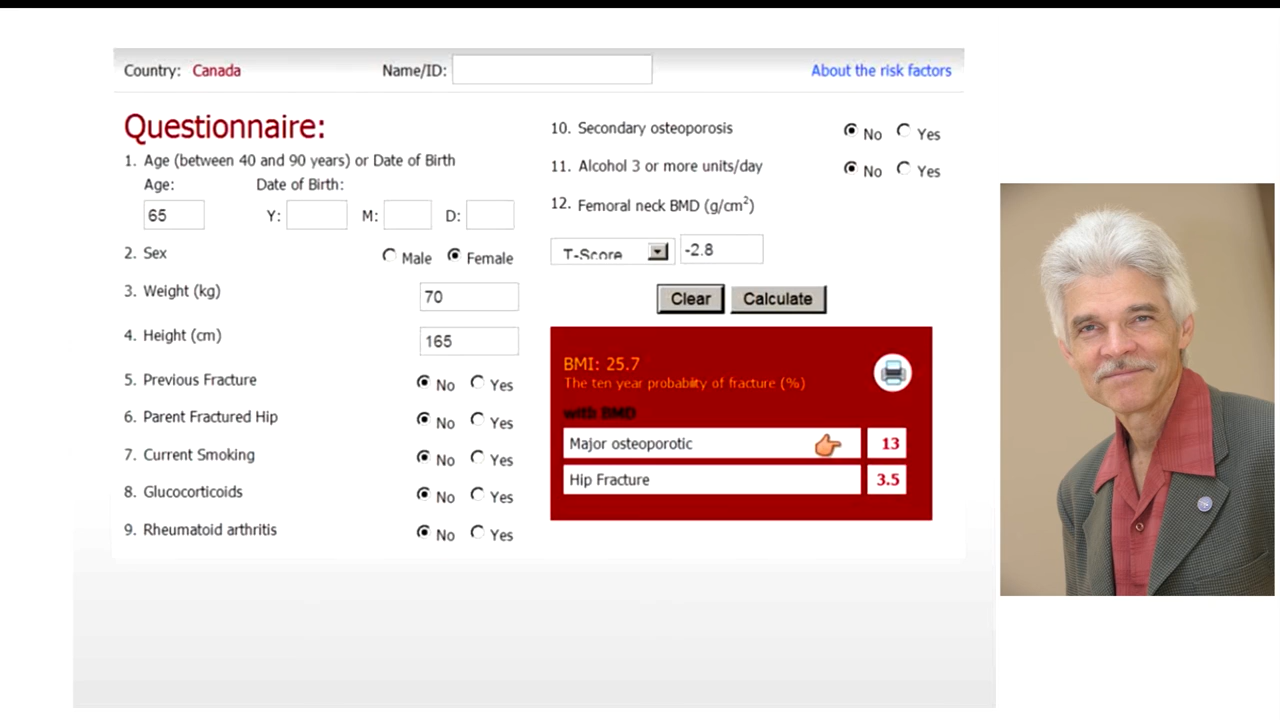 Country: Canada
Name/ID:
About the risk factors
Questionnaire:
1. Age (between 40 and 90 years) or Date of Birth
Age:
Date of Birth:
65
Y:
M:
D:
2. Sex
Male
Female
3. Weight (kg)
70
4. Height (cm)
165
5. Previous Fracture
No
Yes
6. Parent Fractured Hip
No
Yes
7. Current Smoking
No
Yes
8. Glucocorticoids
No
Yes
9. Rheumatoid arthritis
No
Yes
10. Secondary osteoporosis
No
Yes
11. Alcohol 3 or more units/day
No
Yes
12. Femoral neck BMD (g/cm²)
T-Score
-2.8
Clear
Calculate
BMI: 25.7
The ten year probability of fracture (%)
with BMD
Major osteoporotic
13
Hip Fracture
3.5